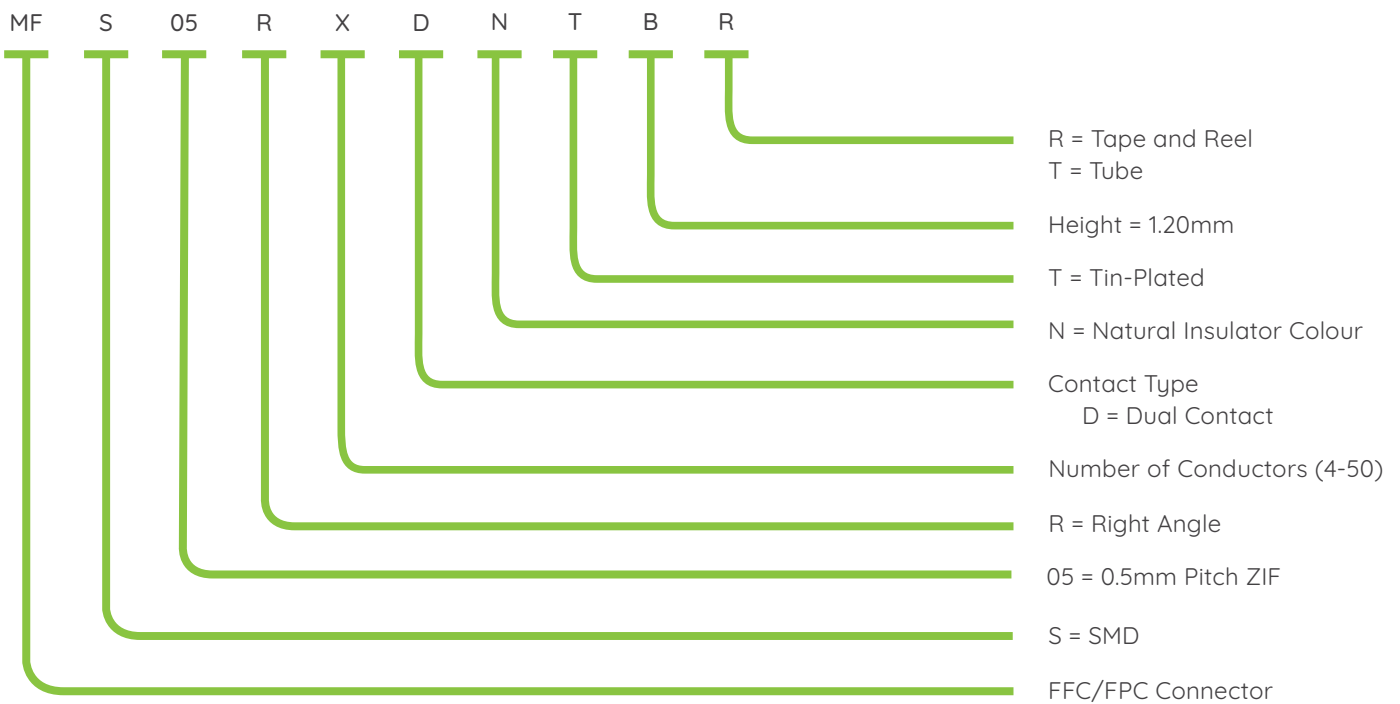 MF S 05 R X D N T B R
R = Tape and Reel
T = Tube
Height = 1.20mm
T = Tin-Plated
N = Natural Insulator Colour
Contact Type
D = Dual Contact
Number of Conductors (4-50)
R = Right Angle
05 = 0.5mm Pitch ZIF
S = SMD
FFC/FPC Connector